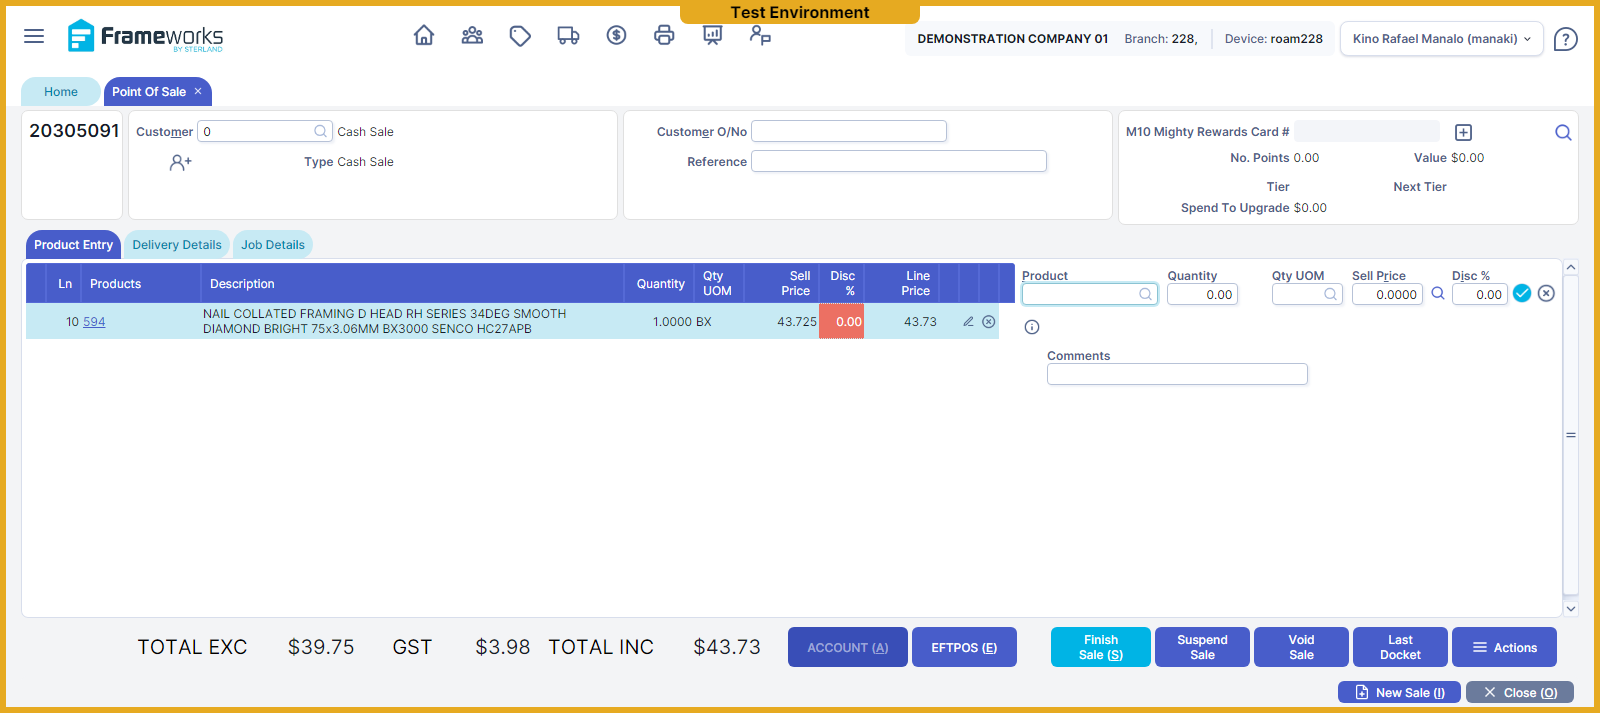 Test Environment
Frameworks
BY STERLAND
DEMONSTRATION COMPANY 01 Branch: 228, Device: roam228
Kino Rafael Manalo (manaki)
Home
Point Of Sale
20305091
Customer 0 Cash Sale
Type Cash Sale
Customer O/No
Reference
M10 Mighty Rewards Card #
No. Points 0.00 Value $0.00
Tier Next Tier
Spend To Upgrade $0.00
Product Entry Delivery Details Job Details
Ln Products Description Quantity Qty UOM Sell Price Disc % Line Price
10 594 NAIL COLLATED FRAMING D HEAD RH SERIES 34DEG SMOOTH
DIAMOND BRIGHT 75x3.06MM BX3000 SENCO HC27APB
1.0000 BX 43.725 0.00 43.73
Product Quantity Qty UOM Sell Price Disc %
0.00 0.0000 0.00
Comments
TOTAL EXC $39.75 GST $3.98 TOTAL INC $43.73
ACCOUNT (A)
EFTPOS (E)
Finish
Sale (S)
Suspend
Sale
Void
Sale
Last
Docket
Actions
New Sale (I)
Close (O)